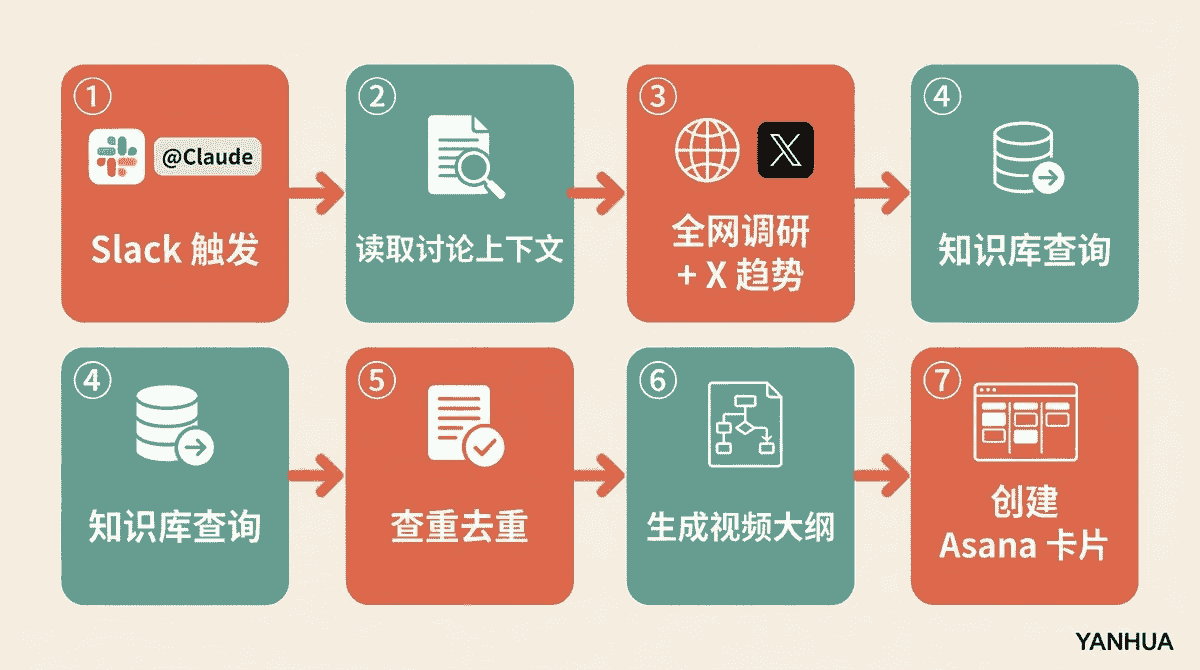 ①
@Claude
Slack 触发
②
读取讨论上下文
③
X
全网调研
+ X 趋势
④
知识库查询
④
知识库查询
⑤
查重去重
⑥
生成视频大纲
⑦
创建
Asana 卡片
YANHUA